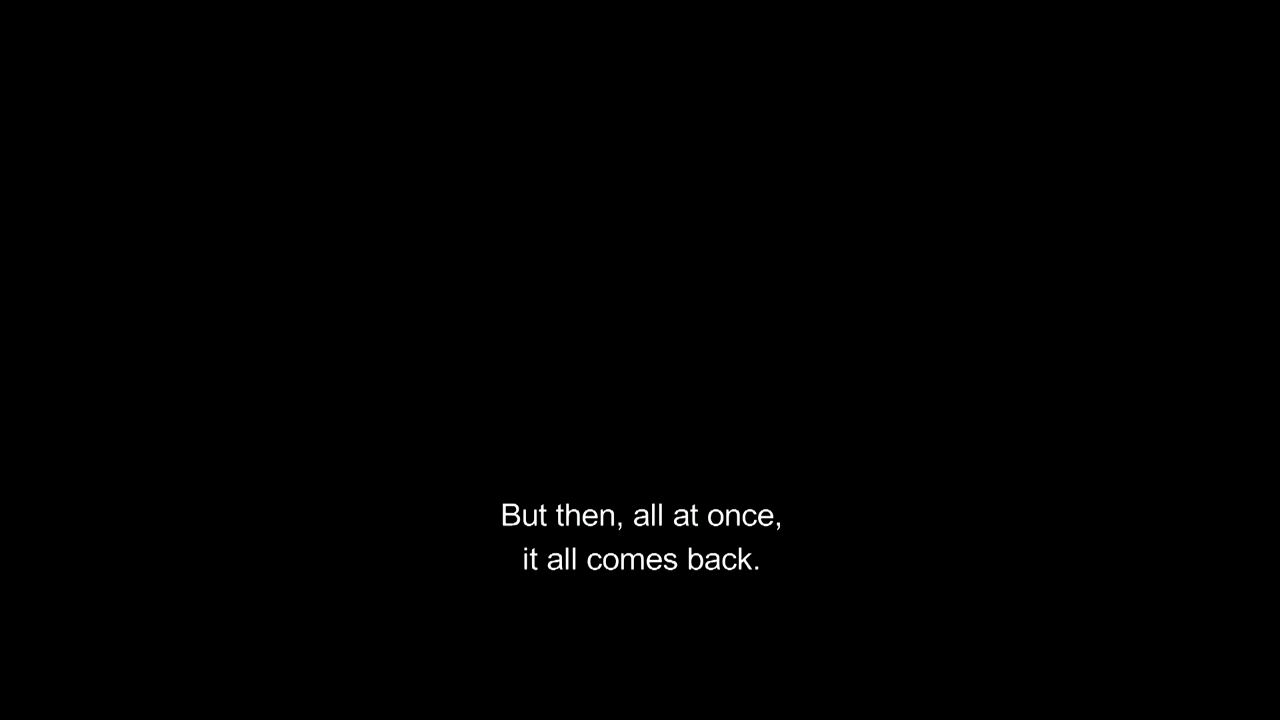 But then, all at once,
it all comes back.